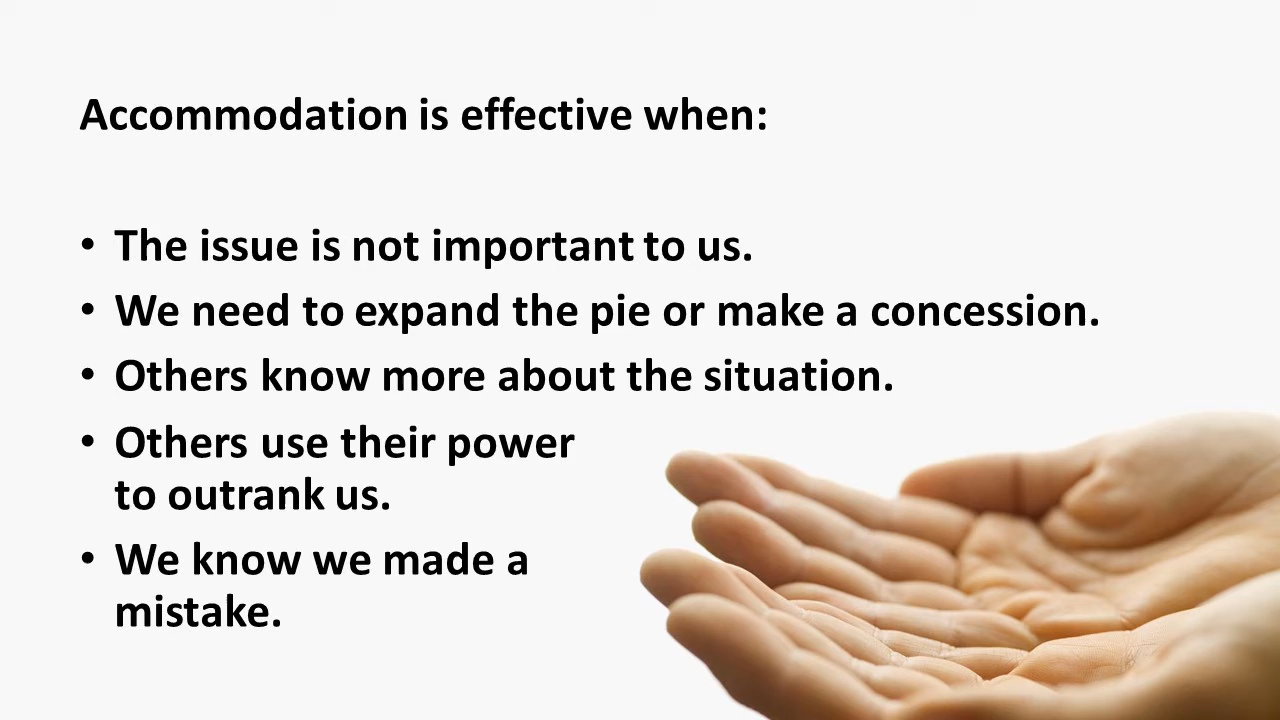 Accommodation is effective when:
• The issue is not important to us.
• We need to expand the pie or make a concession.
• Others know more about the situation.
• Others use their power
to outrank us.
• We know we made a
mistake.